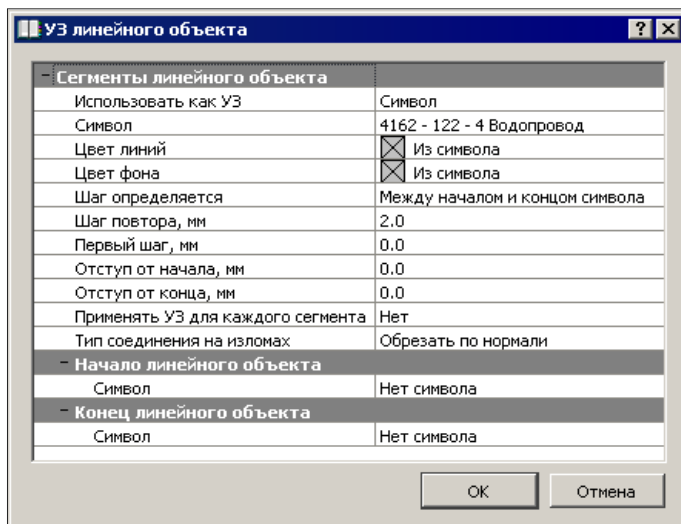 УЗ линейного объекта
Сегменты линейного объекта
Использовать как УЗ Символ
Символ 4162 - 122 - 4 Водопровод
Цвет линий Из символа
Цвет фона Из символа
Шаг определяется Между началом и концом символа
Шаг повтора, мм 2.0
Первый шаг, мм 0.0
Отступ от начала, мм 0.0
Отступ от конца, мм 0.0
Применять УЗ для каждого сегмента Нет
Тип соединения на изломах Обрезать по нормали
Начало линейного объекта
Символ Нет символа
Конец линейного объекта
Символ Нет символа
ОК Отмена